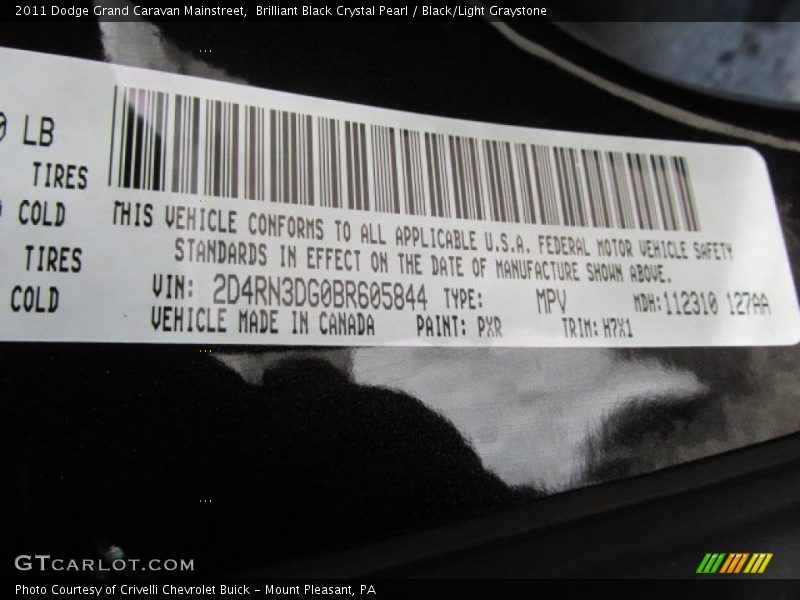 2011 Dodge Grand Caravan Mainstreet, Brilliant Black Crystal Pearl / Black/Light Graystone
LB
TIRES
COLD
TIRES
COLD
THIS VEHICLE CONFORMS TO ALL APPLICABLE U.S.A. FEDERAL MOTOR VEHICLE SAFETY
STANDARDS IN EFFECT ON THE DATE OF MANUFACTURE SHOWN ABOVE.
VIN: 2D4RN3DG0BR605844 TYPE: MPV MDH:112310 127AA
VEHICLE MADE IN CANADA PAINT: PXR TRIM: H7X1
GTCARLOT.COM
Photo Courtesy of Crivelli Chevrolet Buick - Mount Pleasant, PA